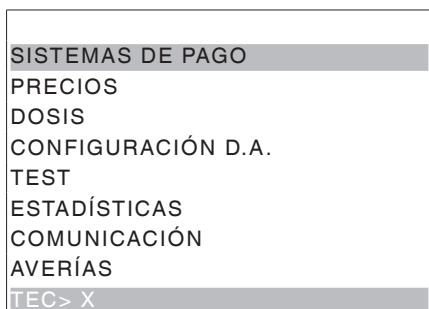 SISTEMAS DE PAGO
PRECIOS
DOSIS
CONFIGURACIÓN D.A.
TEST
ESTADÍSTICAS
COMUNICACIÓN
AVERÍAS
TEC> X